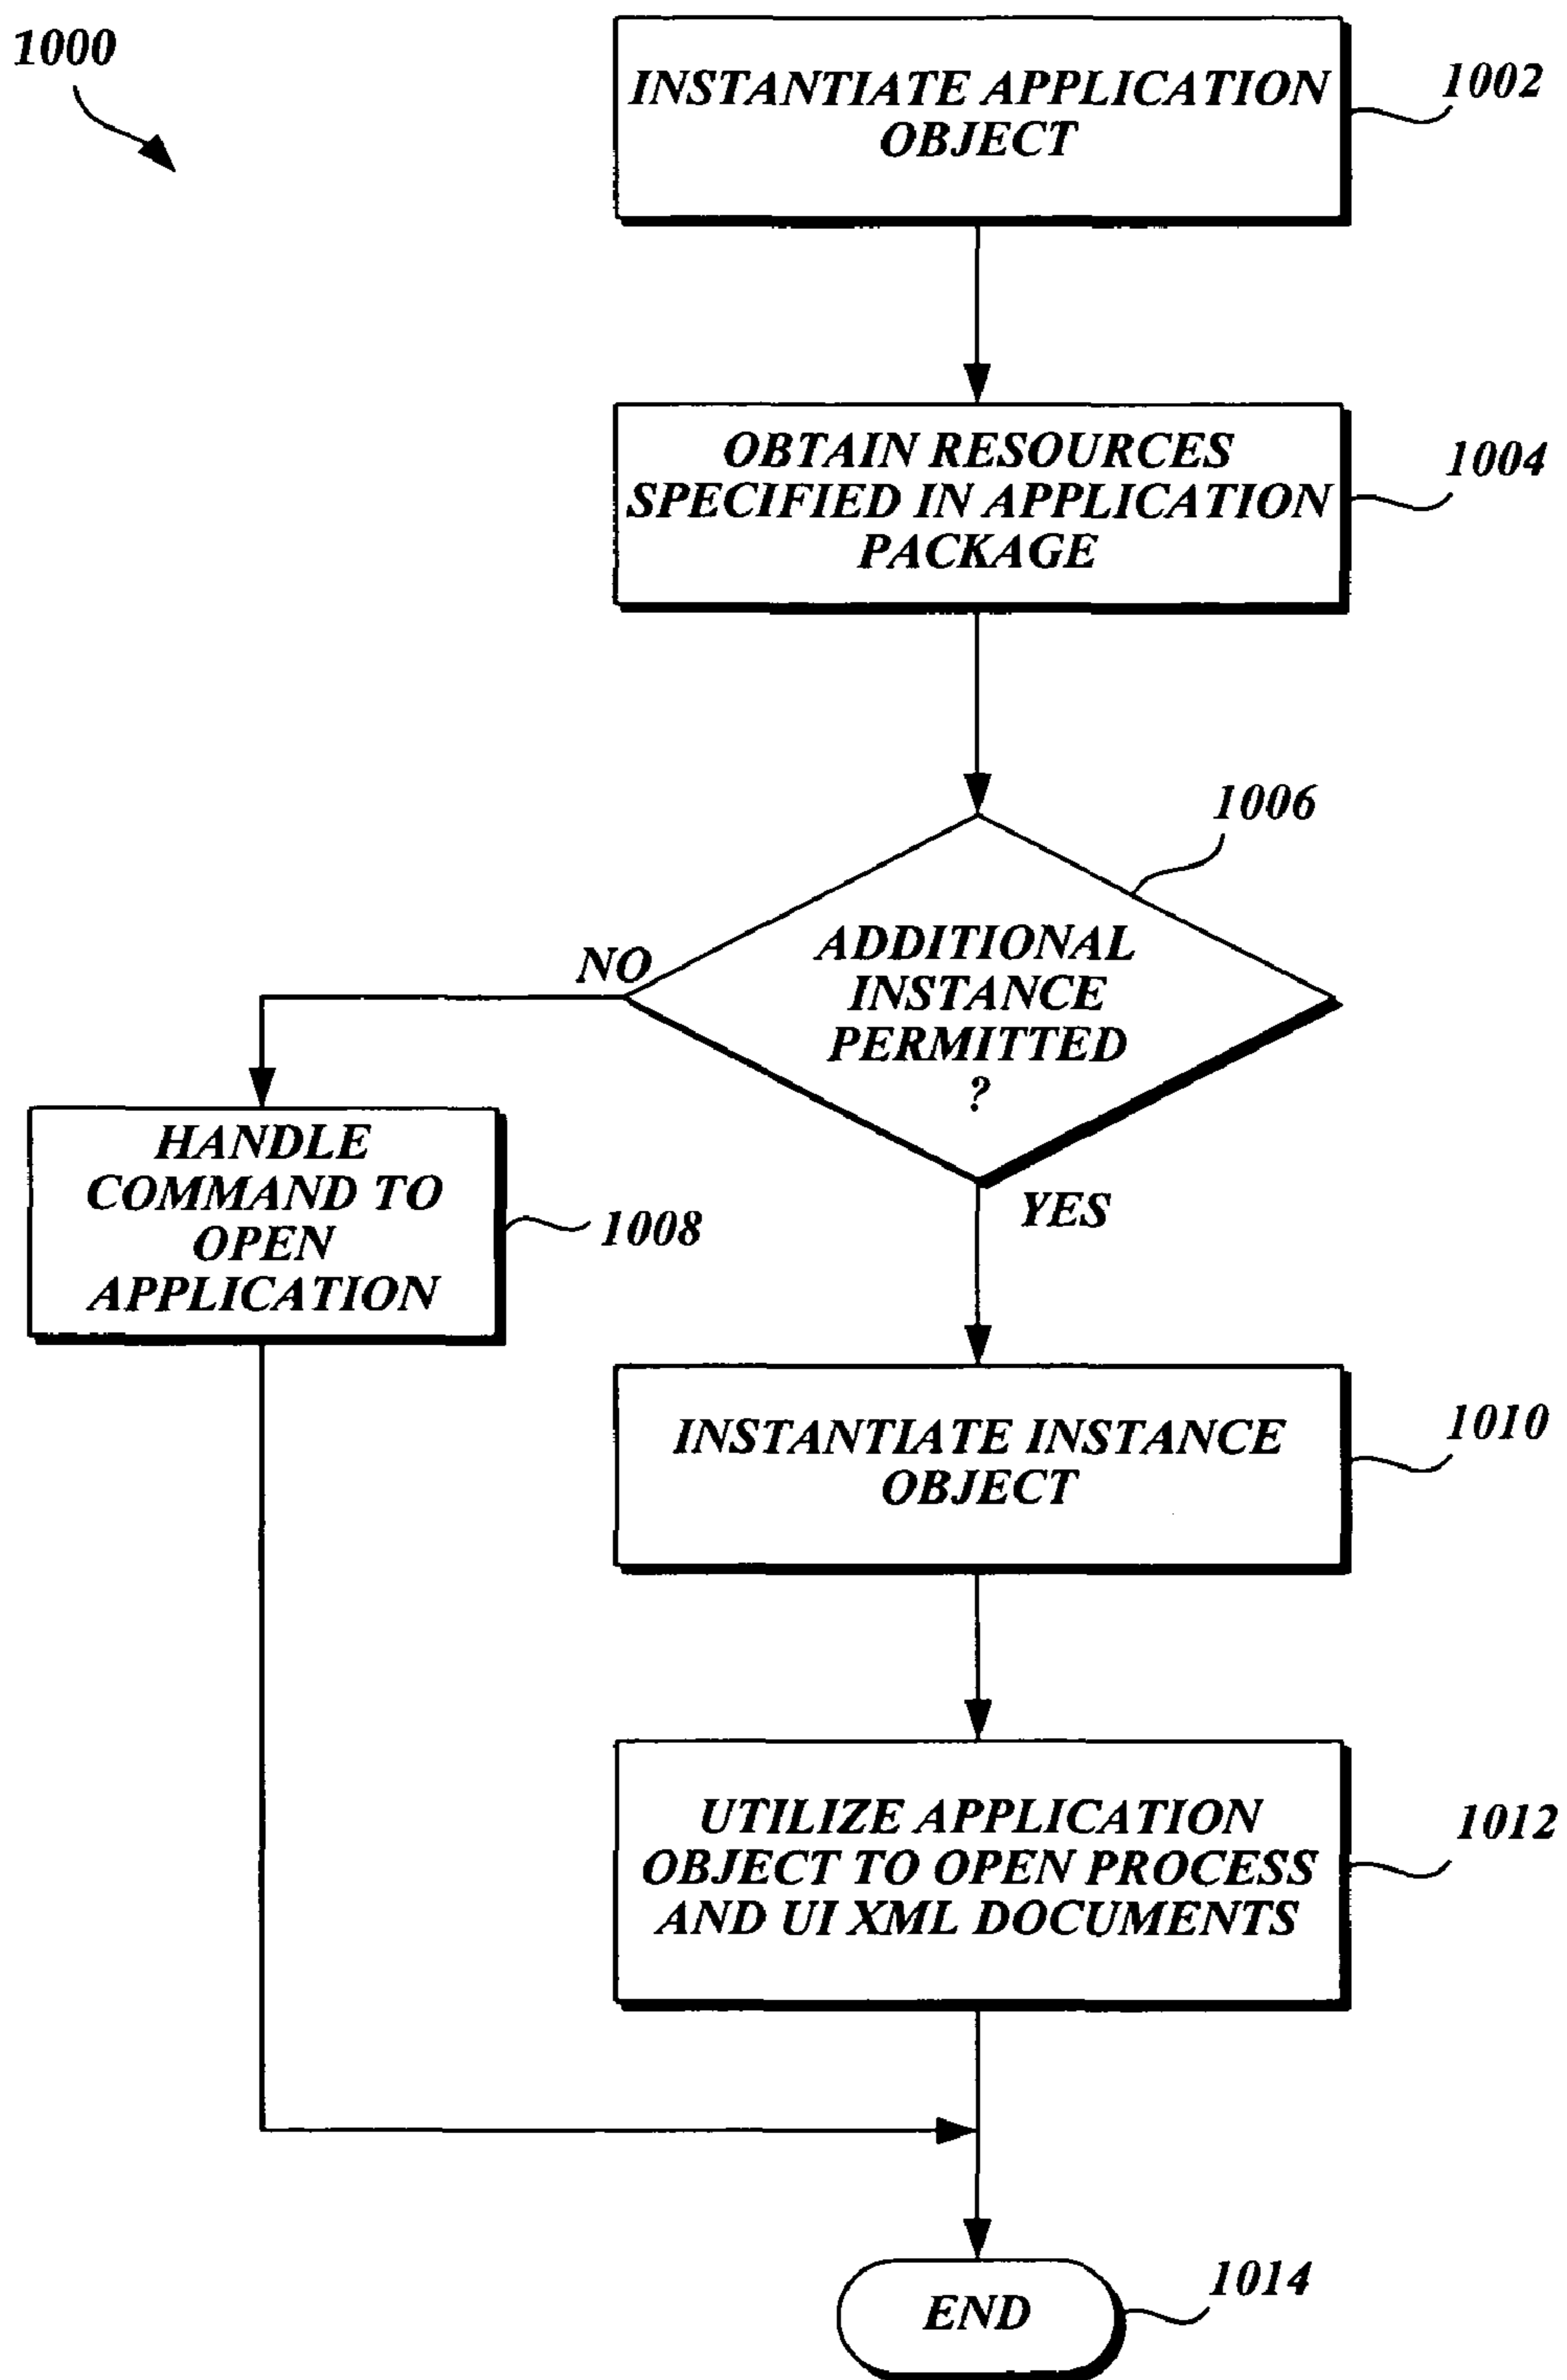 1000
INSTANTIATE APPLICATION
OBJECT
1002
OBTAIN RESOURCES
SPECIFIED IN APPLICATION
PACKAGE
1004
1006
ADDITIONAL
INSTANCE
PERMITTED
?
NO
YES
HANDLE
COMMAND TO
OPEN
APPLICATION
1008
INSTANTIATE INSTANCE
OBJECT
1010
UTILIZE APPLICATION
OBJECT TO OPEN PROCESS
AND UI XML DOCUMENTS
1012
END
1014